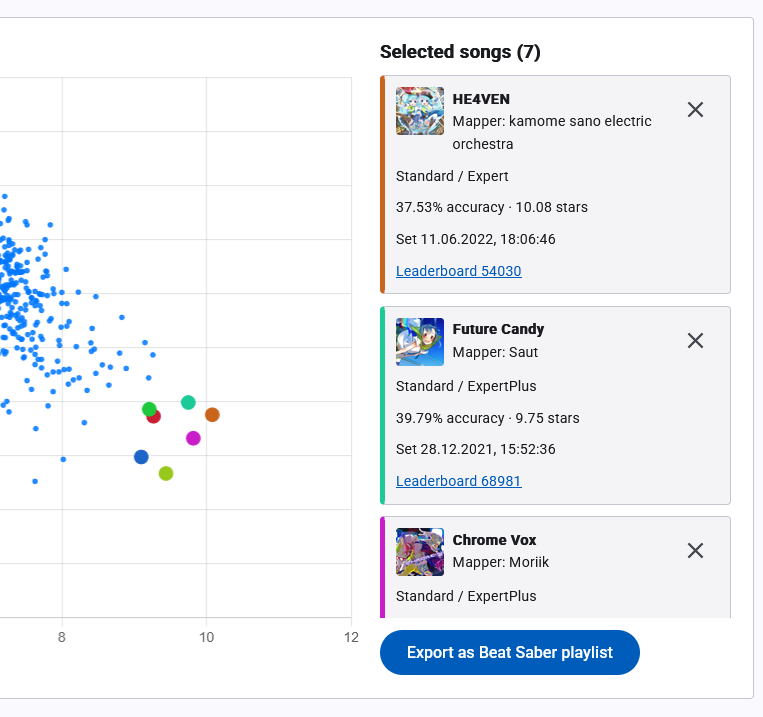 Selected songs (7)
HE4VEN
Mapper: kamome sano electric
orchestra
Standard / Expert
37.53% accuracy · 10.08 stars
Set 11.06.2022, 18:06:46
Leaderboard 54030
Future Candy
Mapper: Saut
Standard / ExpertPlus
39.79% accuracy · 9.75 stars
Set 28.12.2021, 15:52:36
Leaderboard 68981
Chrome Vox
Mapper: Moriik
Standard / ExpertPlus
8 10 12
Export as Beat Saber playlist